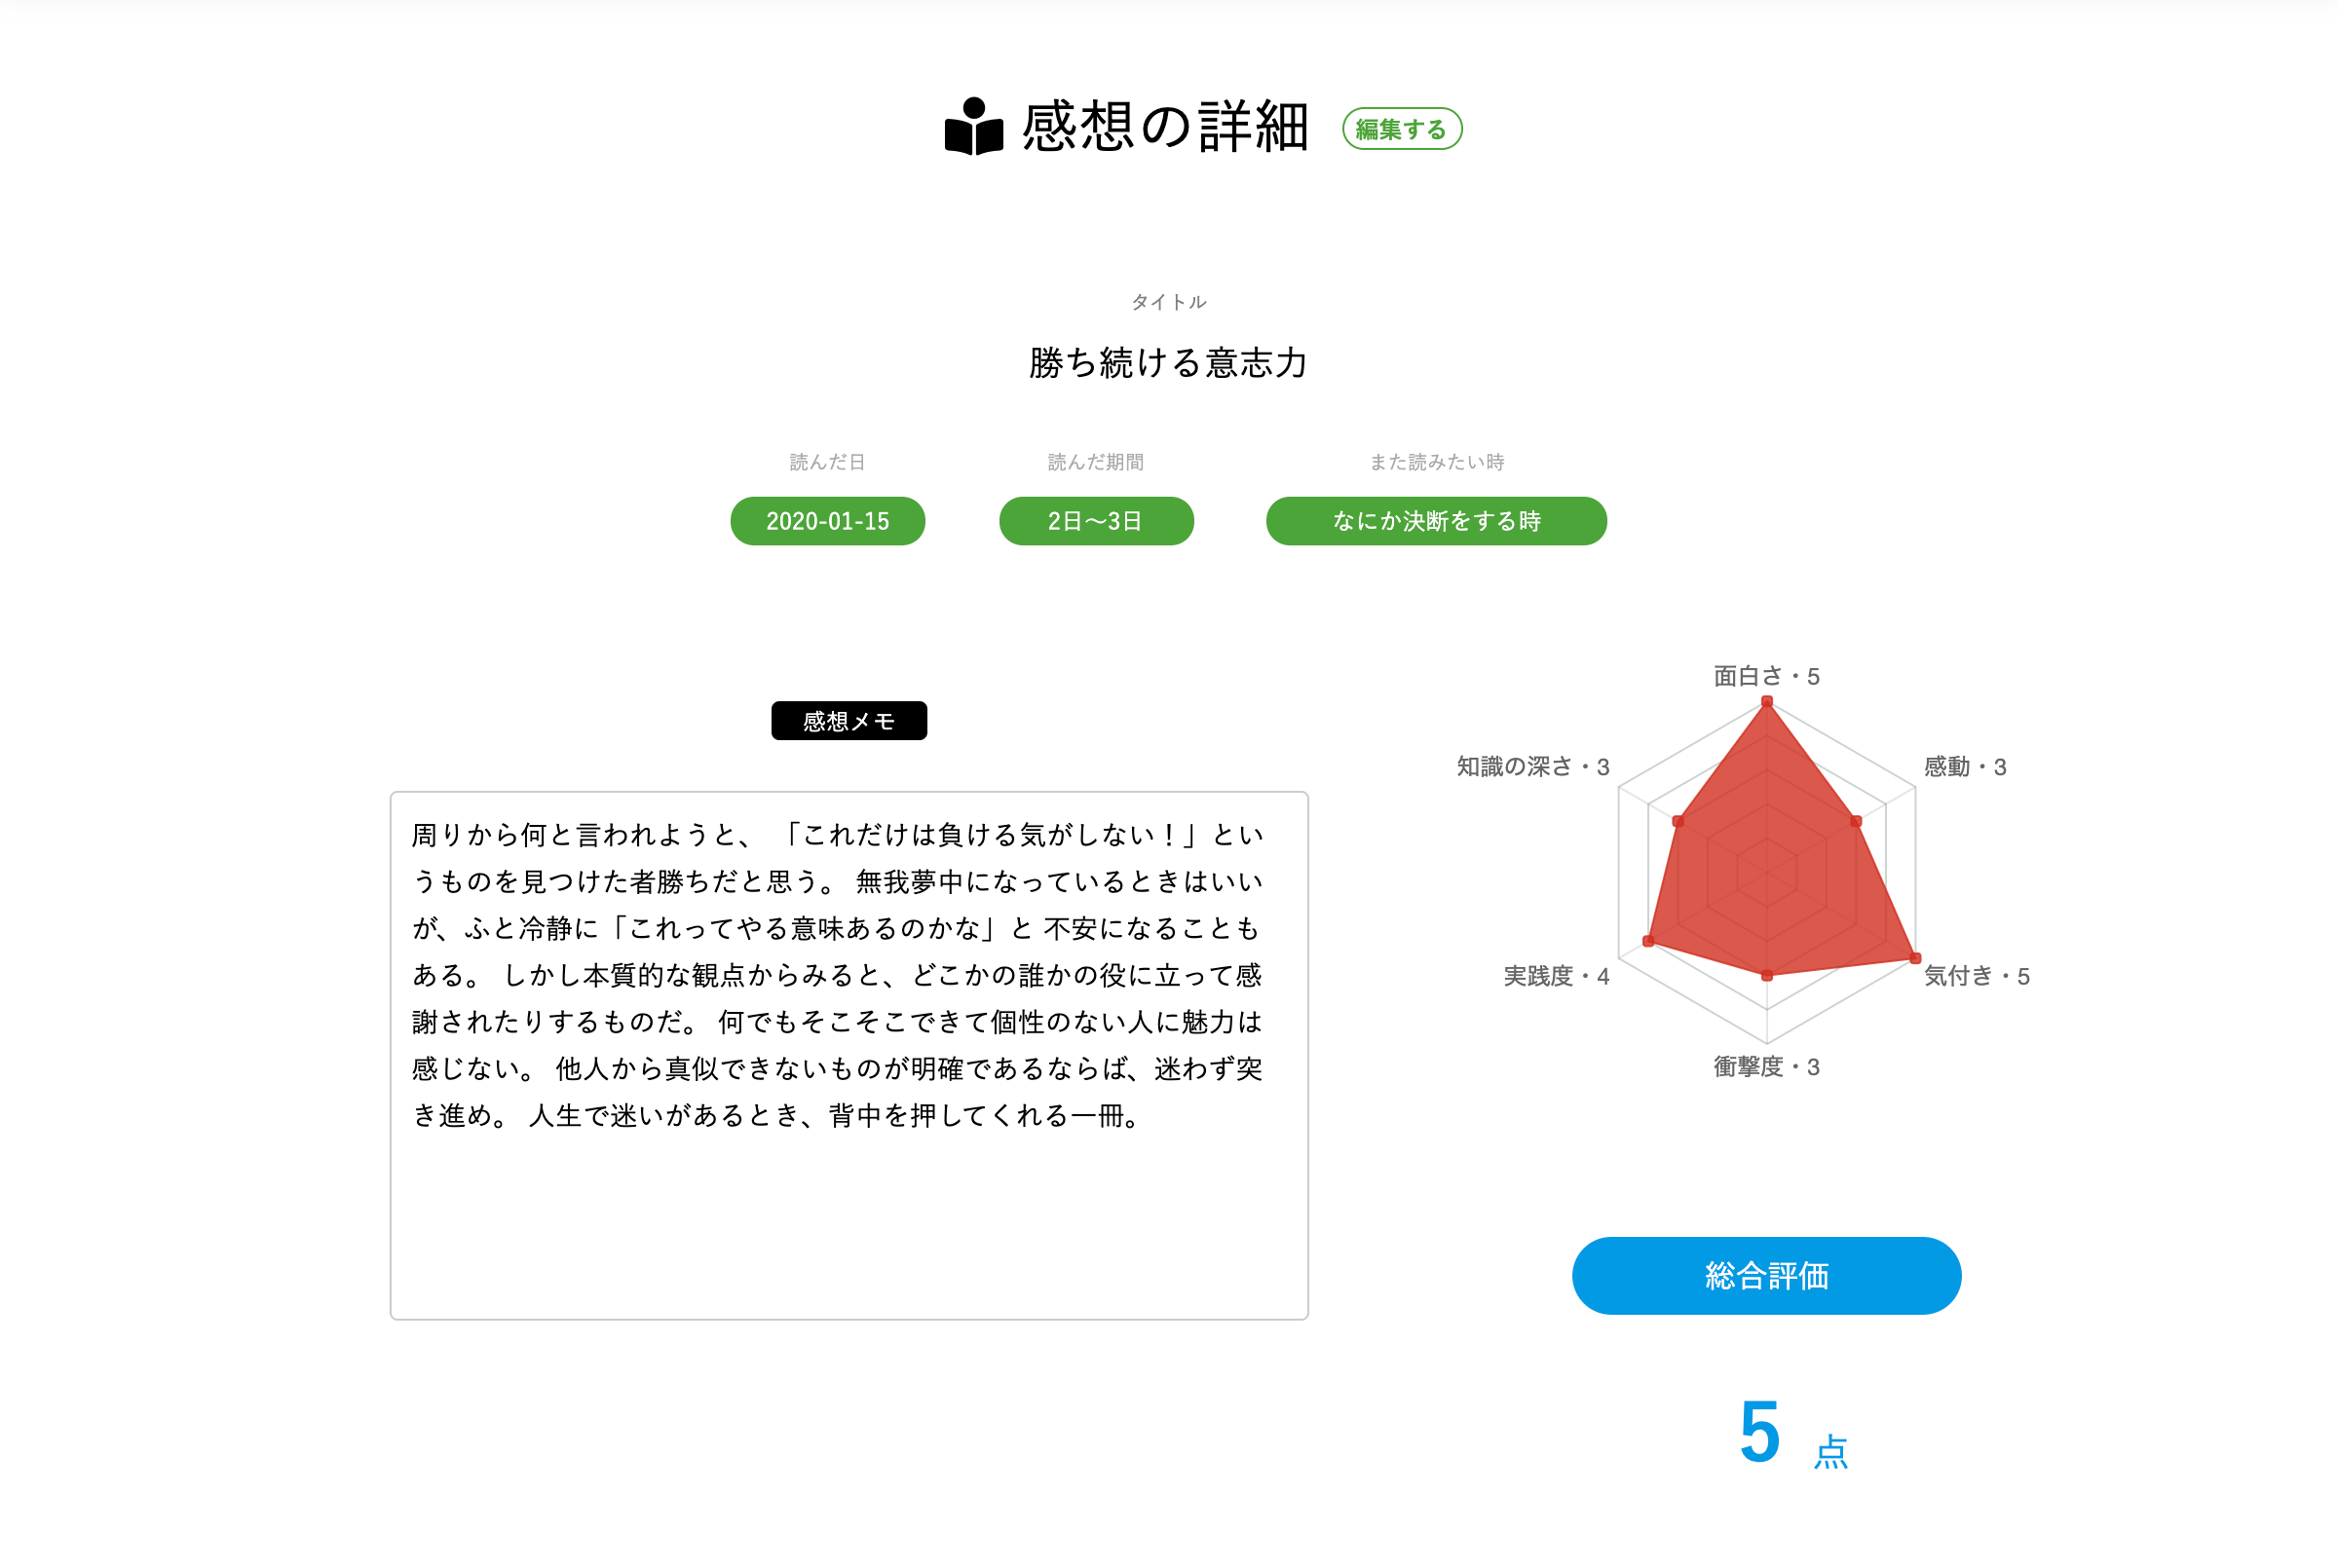 感想の詳細 編集する
タイトル
勝ち続ける意志力
読んだ日 読んだ期間 また読みたい時
2020-01-15 2日〜3日 なにか決断をする時
感想メモ
周りから何と言われようと、 「これだけは負ける気がしない！」とい
うものを見つけた者勝ちだと思う。 無我夢中になっているときはいい
が、ふと冷静に「これってやる意味あるのかな」と 不安になることも
ある。 しかし本質的な観点からみると、どこかの誰かの役に立って感
謝されたりするものだ。 何でもそこそこできて個性のない人に魅力は
感じない。 他人から真似できないものが明確であるならば、迷わず突
き進め。 人生で迷いがあるとき、背中を押してくれる一冊。
面白さ・5
感動・3
気付き・5
衝撃度・3
実践度・4
知識の深さ・3
総合評価
5 点